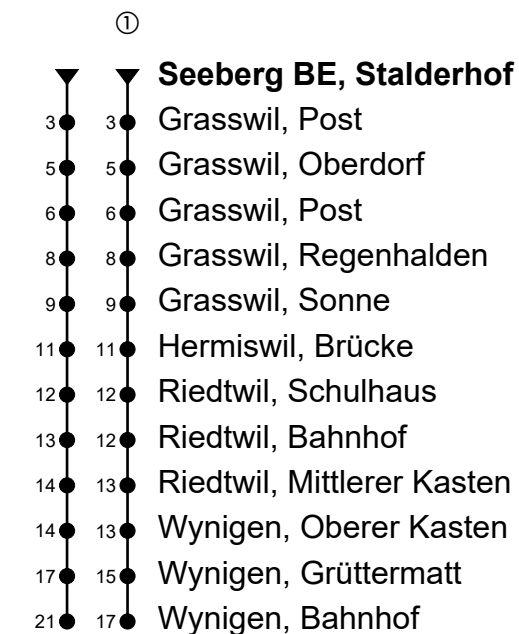 ①
Seeberg BE, Stalderhof
3 3 Grasswil, Post
5 5 Grasswil, Oberdorf
6 6 Grasswil, Post
8 8 Grasswil, Regenhalden
9 9 Grasswil, Sonne
11 11 Hermiswil, Brücke
12 12 Riedtwil, Schulhaus
13 12 Riedtwil, Bahnhof
14 13 Riedtwil, Mittlerer Kasten
14 13 Wynigen, Oberer Kasten
17 15 Wynigen, Grüttermatt
21 17 Wynigen, Bahnhof